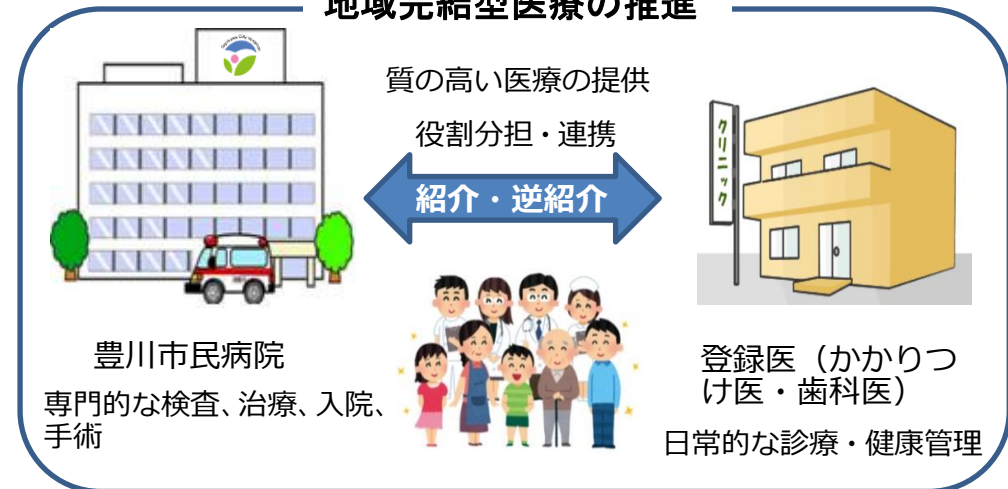 地域完結型医療の推進
質の高い医療の提供
役割分担・連携
紹介・逆紹介
クリニック
豊川市民病院
専門的な検査、治療、入院、
手術
登録医（かかりつ
け医・歯科医）
日常的な診療・健康管理